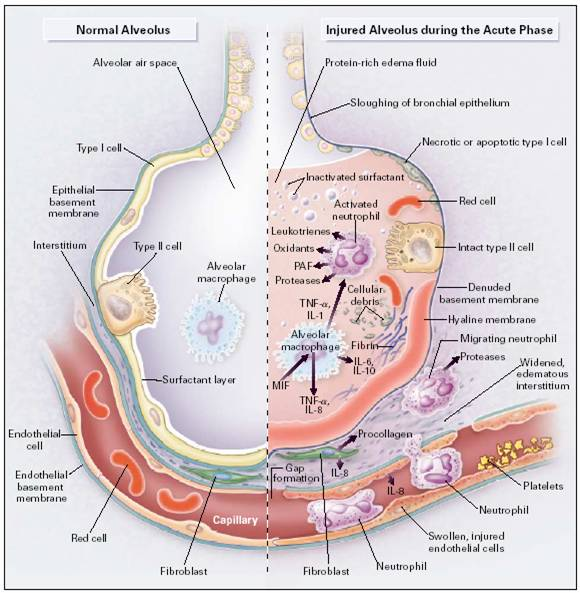 Normal Alveolus
Injured Alveolus during the Acute Phase
Alveolar air space
Protein-rich edema fluid
Sloughing of bronchial epithelium
Type I cell
Necrotic or apoptotic type I cell
Inactivated surfactant
Epithelial
basement
membrane
Activated
neutrophil
Red cell
Leukotrienes
Oxidants
PAF
Proteases
Interstitium
Type II cell
Intact type II cell
Alveolar
macrophage
Cellular
debris
Denuded
basement membrane
TNF-α,
IL-1
Hyaline membrane
Alveolar
macrophage
Fibrin
Migrating neutrophil
Proteases
IL-6,
IL-10
Widened,
edematous
interstitium
MIF
Surfactant layer
TNF-α,
IL-8
Procollagen
Endothelial
cell
Gap
formation
IL-8
IL-8
Endothelial
basement
membrane
Platelets
Capillary
Neutrophil
Red cell
Swollen, injured
endothelial cells
Fibroblast
Fibroblast
Neutrophil